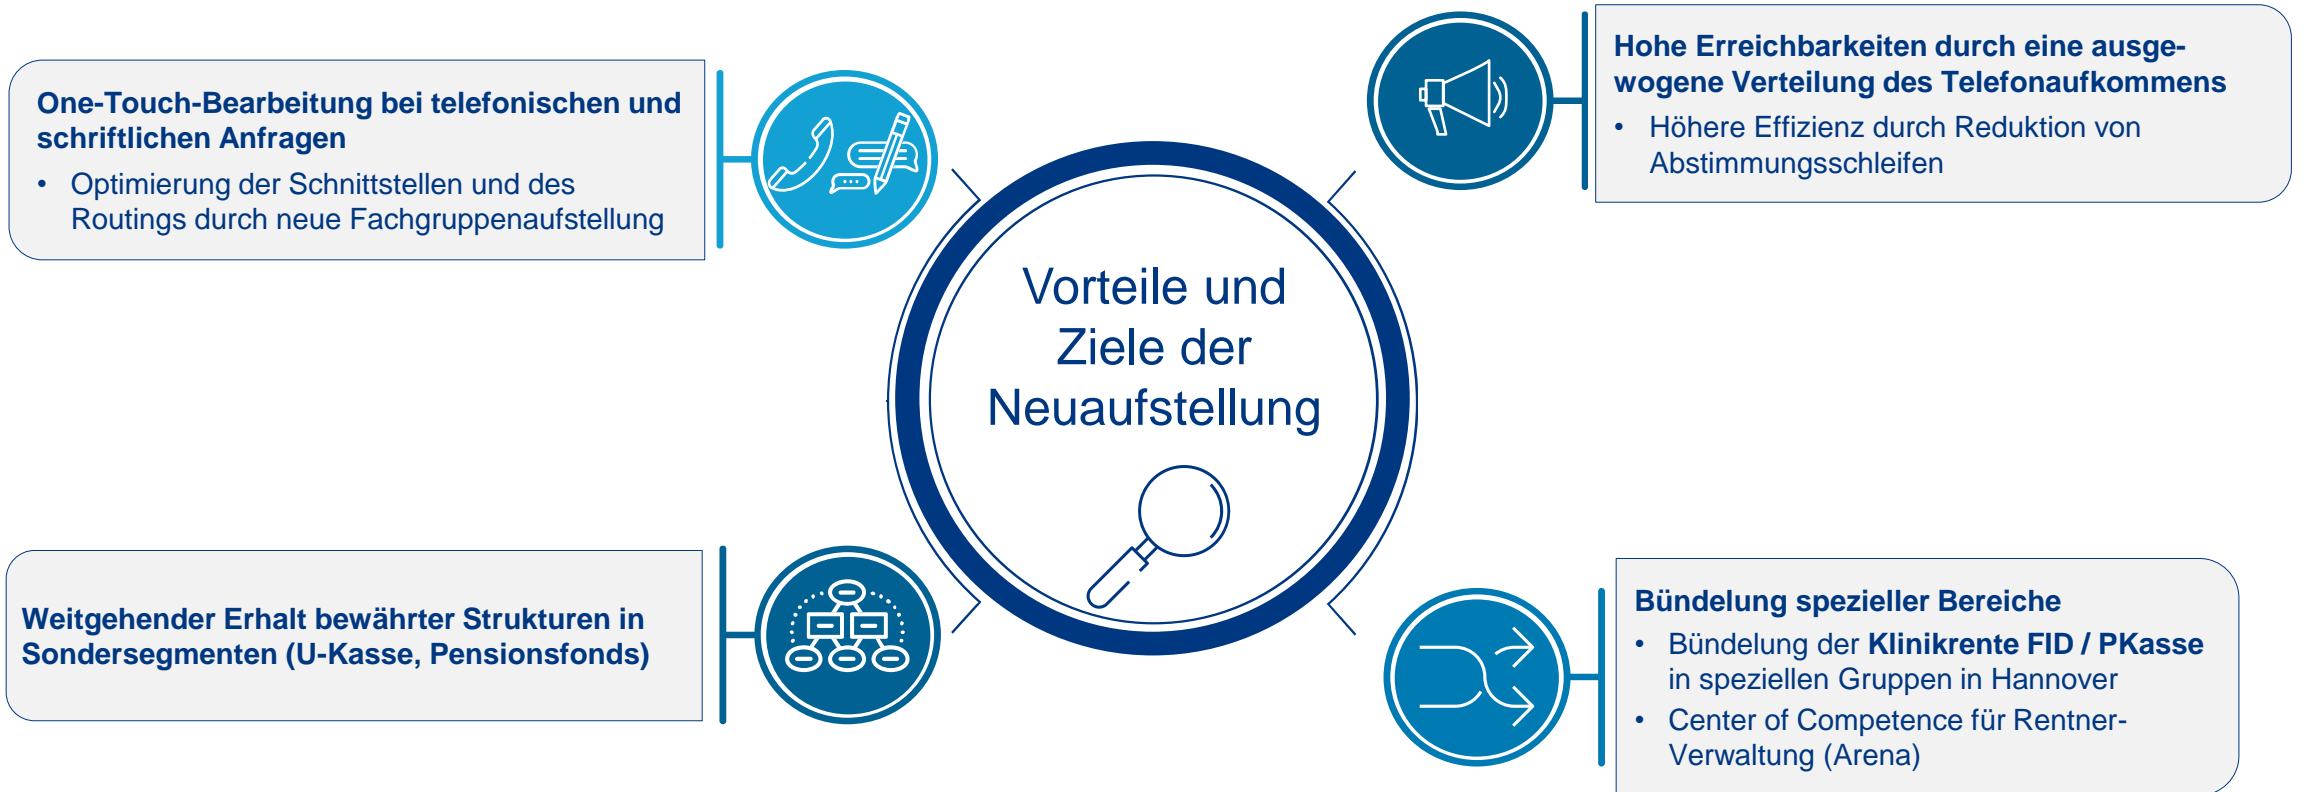 One-Touch-Bearbeitung bei telefonischen und
schriftlichen Anfragen
• Optimierung der Schnittstellen und des
Routings durch neue Fachgruppenaufstellung
Hohe Erreichbarkeiten durch eine ausge-
wogene Verteilung des Telefonaufkommens
• Höhere Effizienz durch Reduktion von
Abstimmungsschleifen
Vorteile und
Ziele der
Neuaufstellung
Weitgehender Erhalt bewährter Strukturen in
Sondersegmenten (U-Kasse, Pensionsfonds)
Bündelung spezieller Bereiche
• Bündelung der Klinikrente FID / PKasse
in speziellen Gruppen in Hannover
• Center of Competence für Rentner-
Verwaltung (Arena)